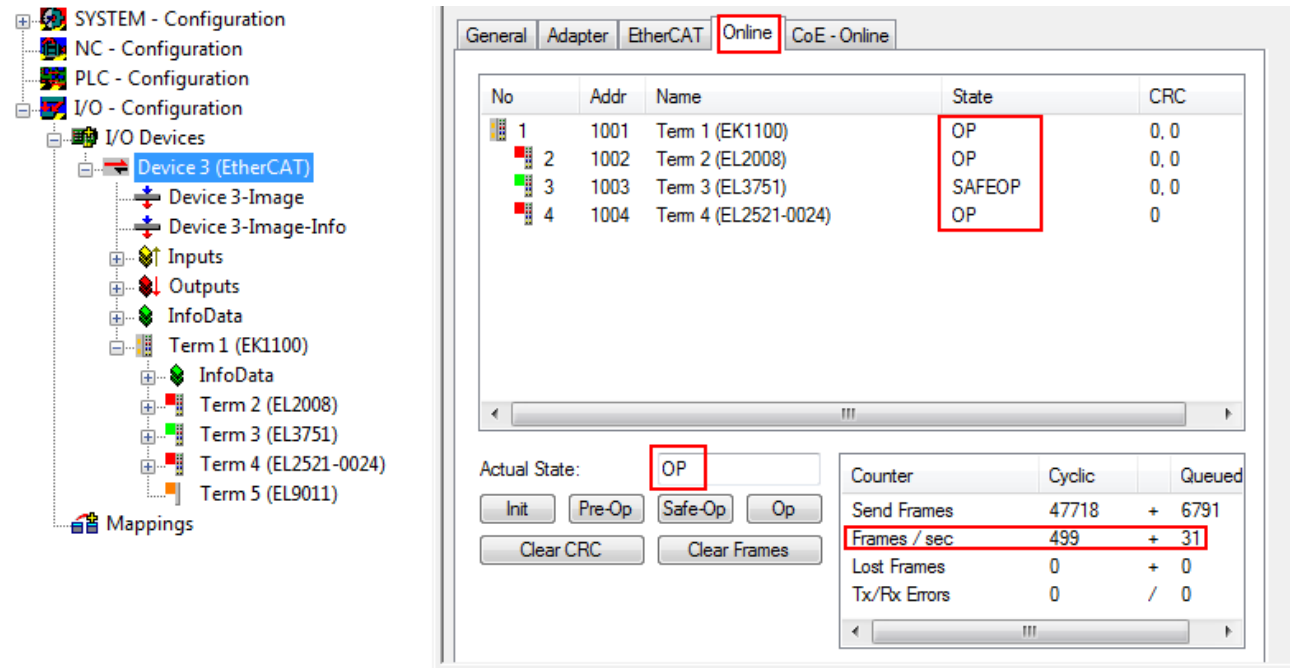 SYSTEM - Configuration
NC - Configuration
PLC - Configuration
I/O - Configuration
I/O Devices
Device 3 (EtherCAT)
Device 3-Image
Device 3-Image-Info
Inputs
Outputs
InfoData
Term 1 (EK1100)
InfoData
Term 2 (EL2008)
Term 3 (EL3751)
Term 4 (EL2521-0024)
Term 5 (EL9011)
Mappings
General Adapter EtherCAT Online CoE - Online
No Addr Name State CRC
1 1001 Term 1 (EK1100) OP 0, 0
2 1002 Term 2 (EL2008) OP 0, 0
3 1003 Term 3 (EL3751) SAFEOP 0, 0
4 1004 Term 4 (EL2521-0024) OP 0
Actual State: OP
Init Pre-Op Safe-Op Op
Clear CRC Clear Frames
Counter Cyclic Queued
Send Frames 47718 + 6791
Frames / sec 499 + 31
Lost Frames 0 + 0
Tx/Rx Errors 0 / 0